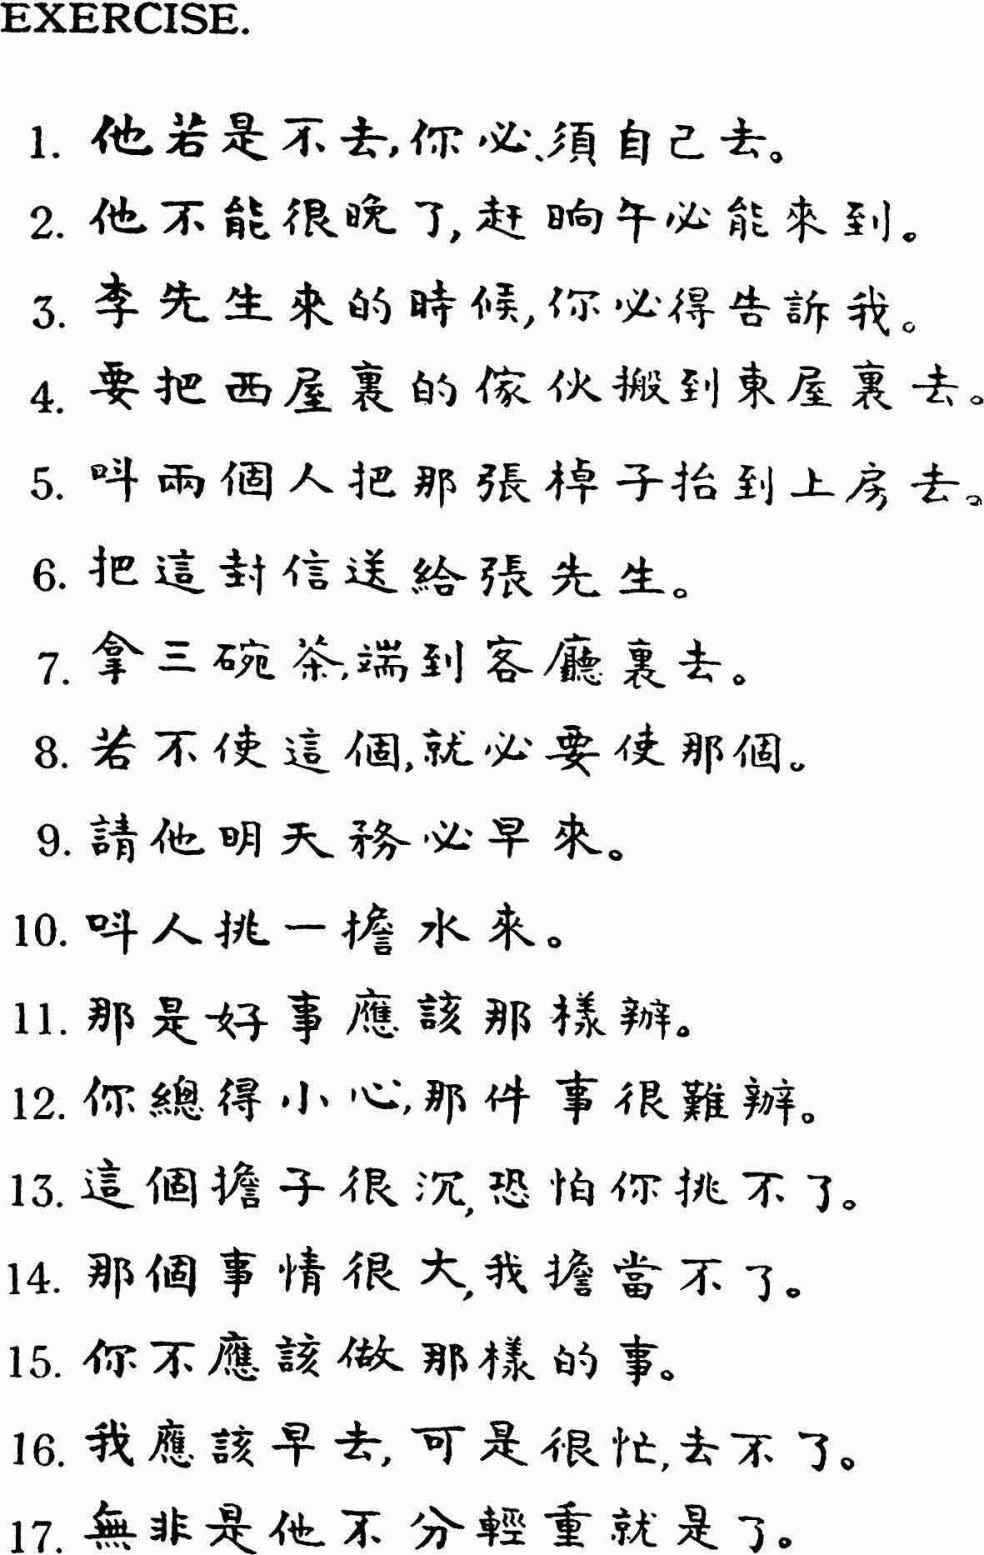 EXERCISE.
1. 他若是不去,你必須自己去。
2. 他不能很晚了,赶晌午必能來到。
3. 李先生來的時候,你必得告訴我。
4. 要把西屋裏的傢伙搬到東屋裏去。
5. 呌兩個人把那張棹子抬到上房去。
6. 把這封信送給張先生。
7. 拿三碗茶,端到客廳裏去。
8. 若不使這個,就必要使那個。
9. 請他明天務必早來。
10. 呌人挑一擔水來。
11. 那是好事應該那樣辦。
12. 你總得小心,那件事很難辦。
13. 這個擔子很沉,恐怕你挑不了。
14. 那個事情很大,我擔當不了。
15. 你不應該做那樣的事。
16. 我應該早去,可是很忙,去不了。
17. 無非是他不分輕重就是了。